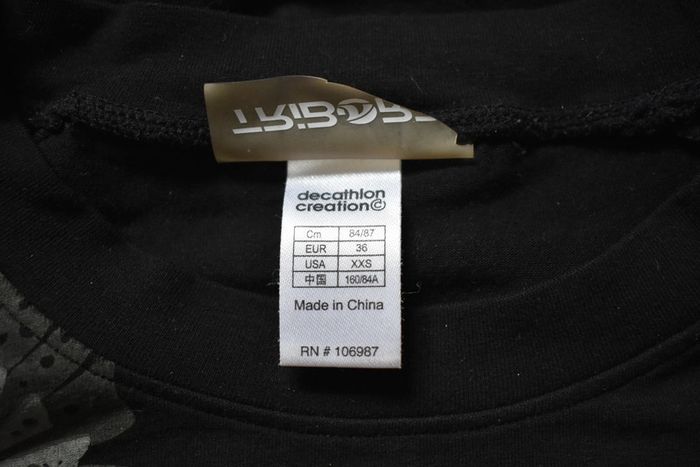 TRIBORD
decathlon
creation©
Cm 84/87
EUR 36
USA XXS
中国 160/84A
Made in China
RN # 106987